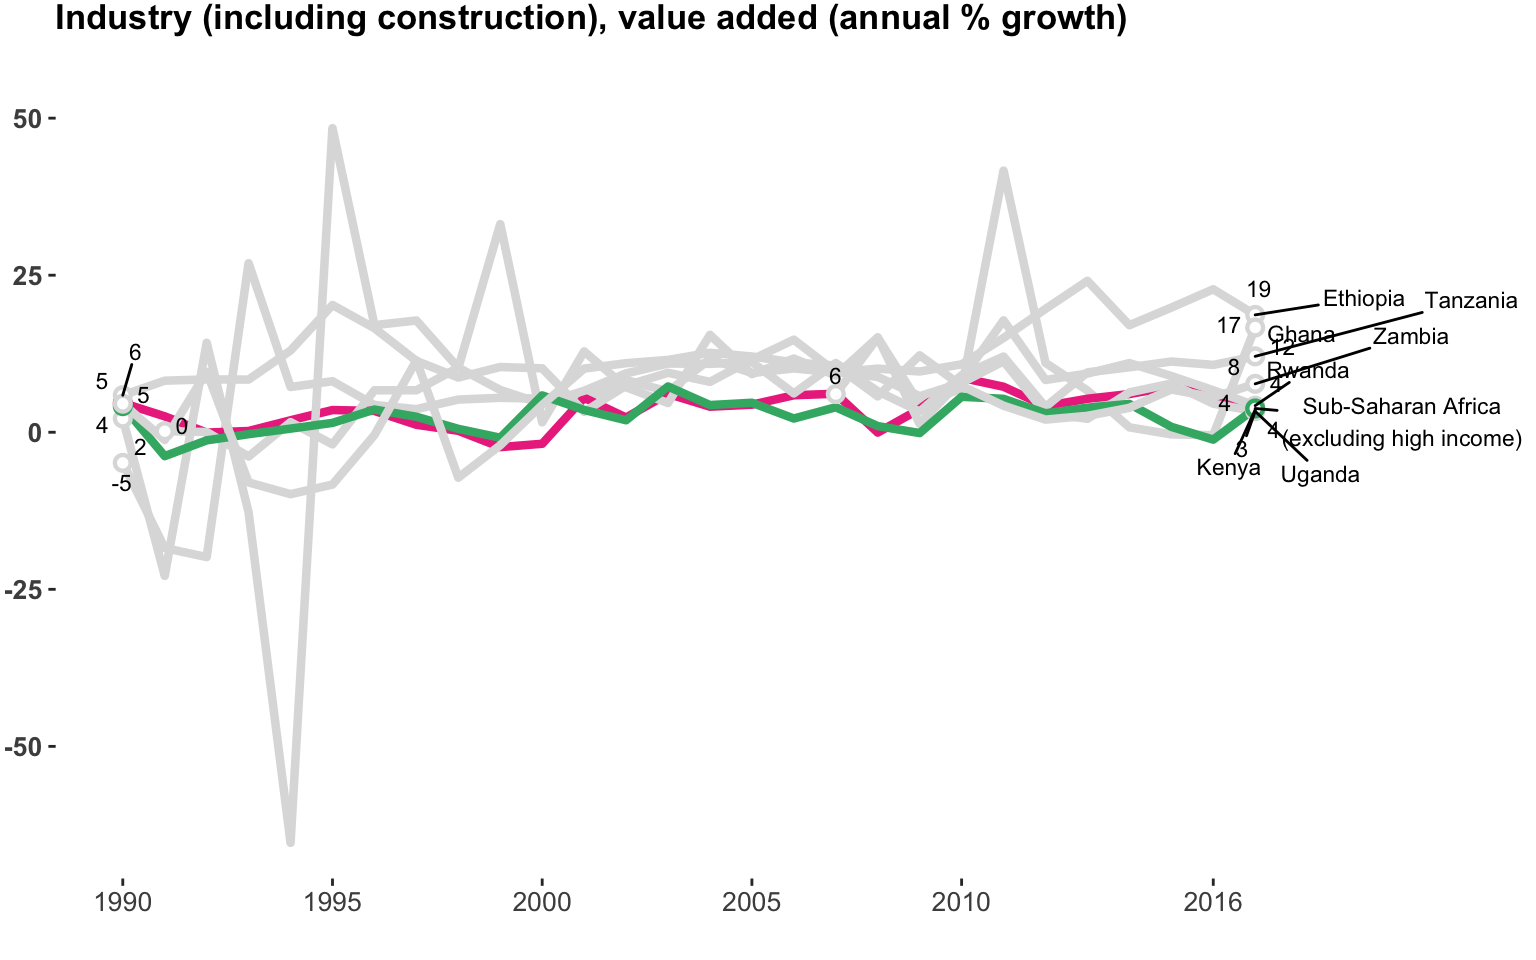 Industry (including construction), value added (annual % growth)
50
25
0
-25
-50
6
5
5
4
0
2
-5
6
19
Ethiopia
Tanzania
17
Ghana
12
Zambia
8
Rwanda
4
4
Sub-Saharan Africa
4
(excluding high income)
3
Kenya
Uganda
1990
1995
2000
2005
2010
2016